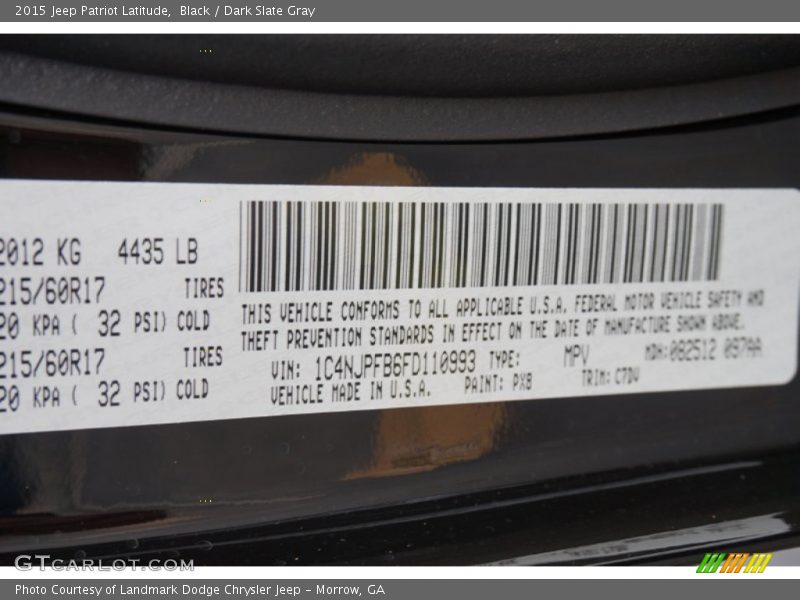 2015 Jeep Patriot Latitude, Black / Dark Slate Gray
2012 KG 4435 LB
215/60R17 TIRES
20 KPA ( 32 PSI) COLD
215/60R17 TIRES
20 KPA ( 32 PSI) COLD
THIS VEHICLE CONFORMS TO ALL APPLICABLE U.S.A. FEDERAL MOTOR VEHICLE SAFETY AND
THEFT PREVENTION STANDARDS IN EFFECT ON THE DATE OF MANUFACTURE SHOWN ABOVE.
VIN: 1C4NJPFB6FD110993 TYPE: MPV MDH:082512 097AA
VEHICLE MADE IN U.S.A. PAINT: PX8 TRIM: C7DV
GTCARLOT.COM
Photo Courtesy of Landmark Dodge Chrysler Jeep - Morrow, GA